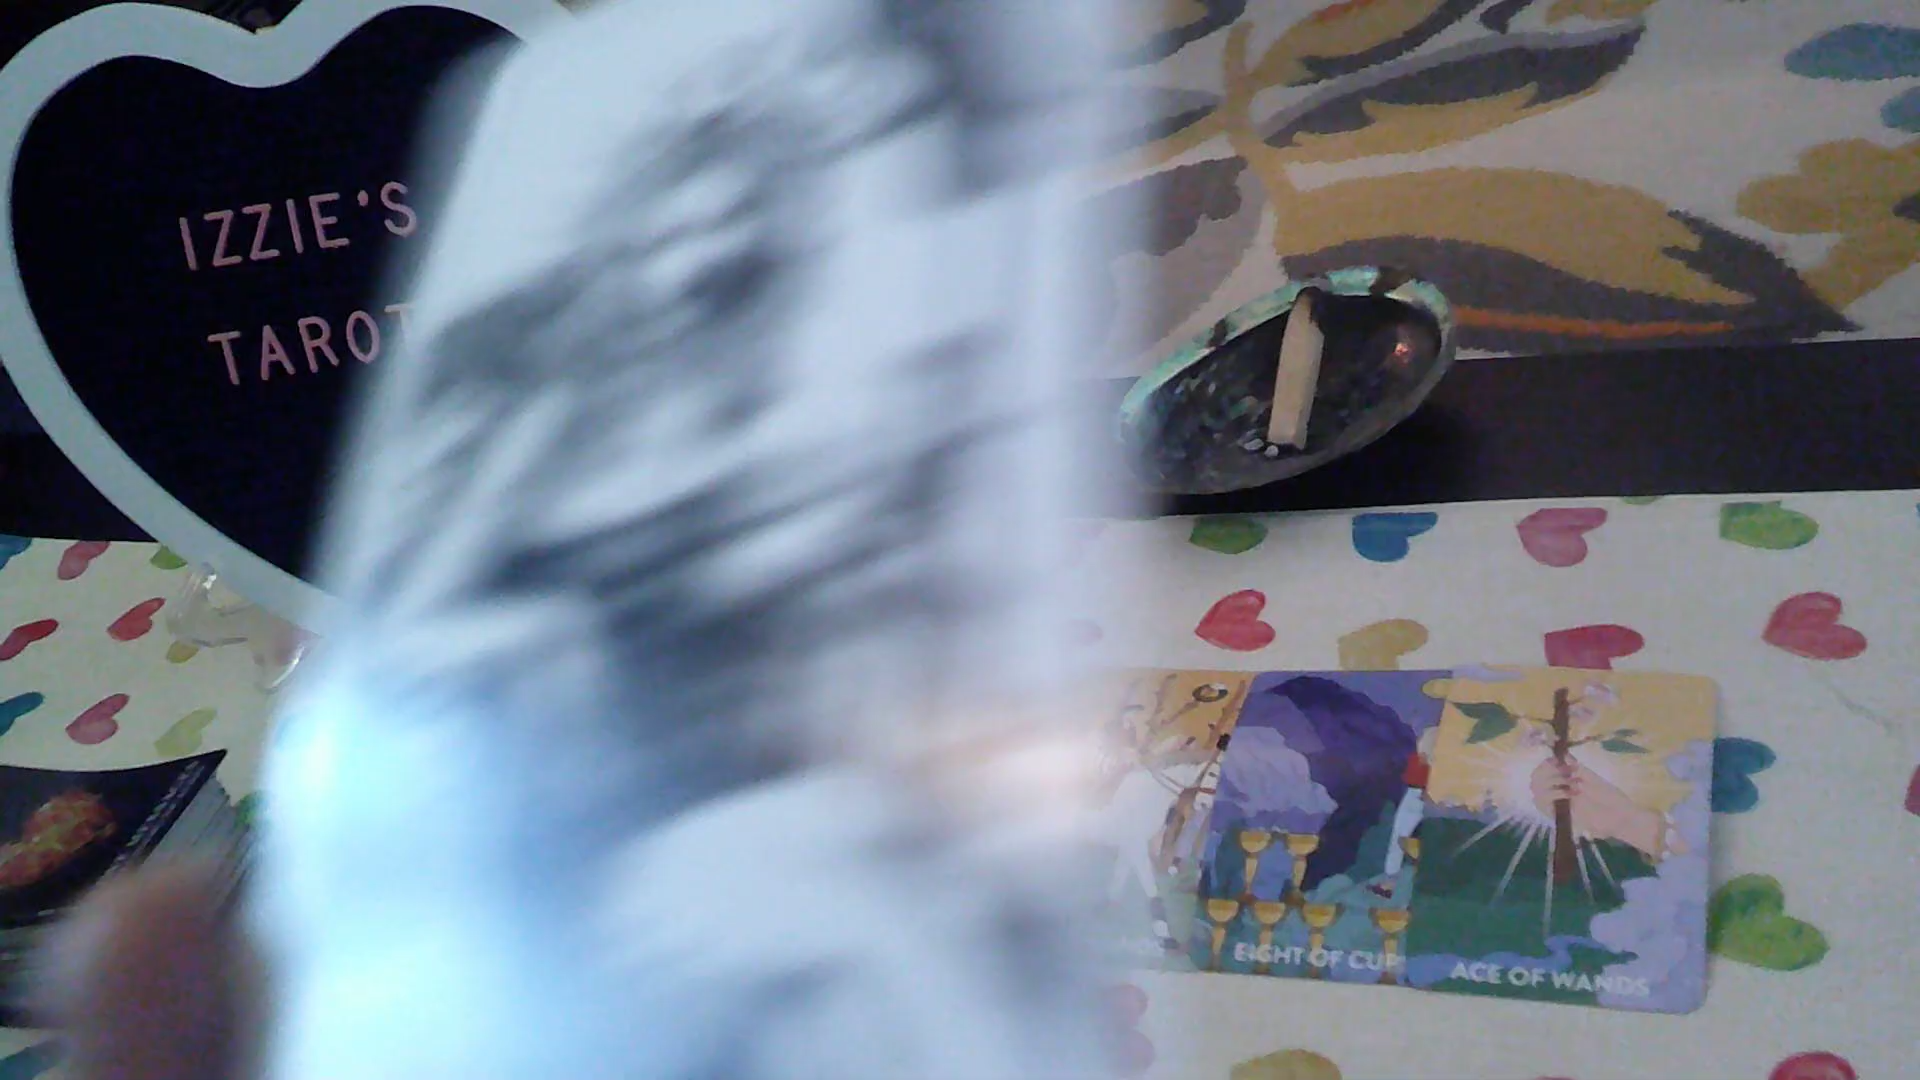 IZZIE'S
TAROT
EIGHT OF CUP
ACE OF WANDS